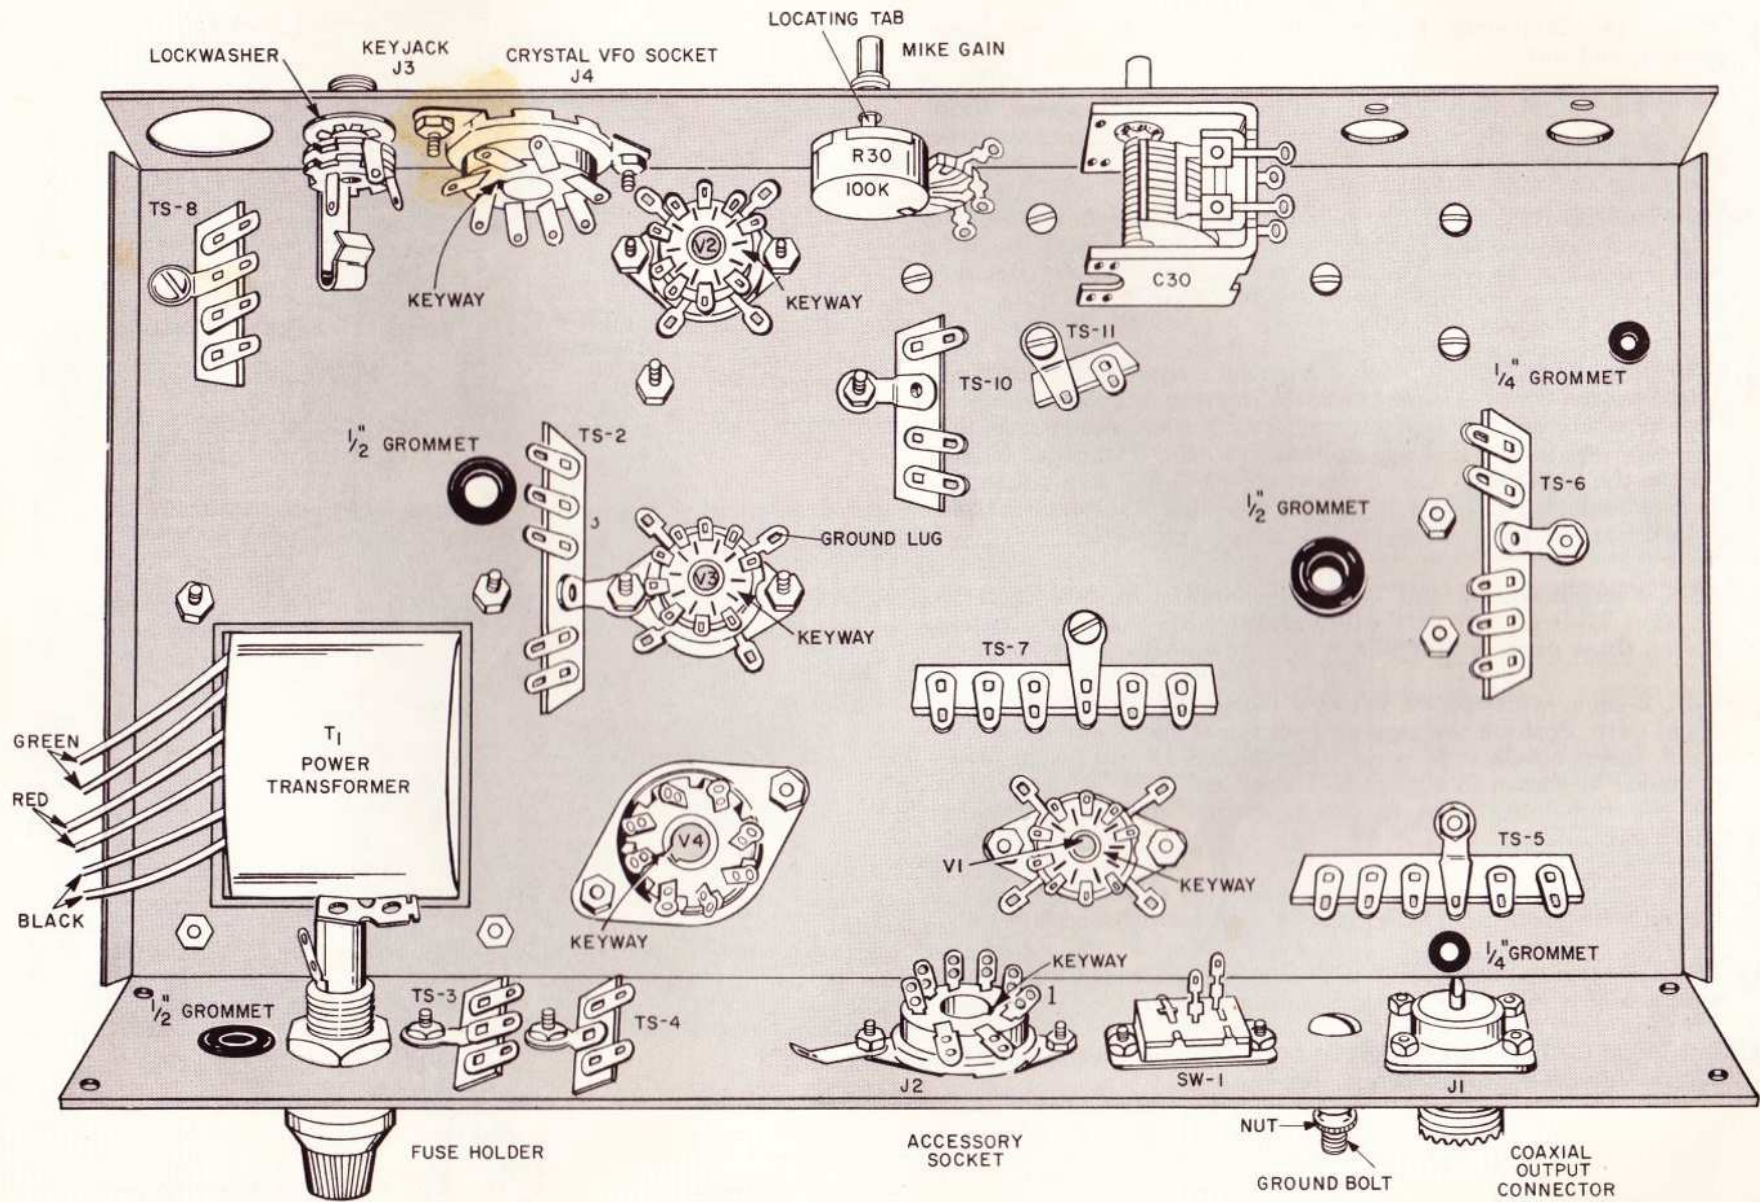 LOCATING TAB
LOCKWASHER
KEYJACK
J3
CRYSTAL VFO SOCKET
J4
MIKE GAIN
R30
100K
TS-8
KEYWAY
V2
KEYWAY
C30
TS-11
TS-10
1/4" GROMMET
1/2" GROMMET
TS-2
3
TS-6
1/2" GROMMET
GROUND LUG
V3
KEYWAY
TS-7
GREEN
RED
BLACK
T1
POWER
TRANSFORMER
V4
KEYWAY
V1
KEYWAY
TS-5
1/4" GROMMET
KEYWAY
1
1/2" GROMMET
TS-3
TS-4
J2
SW-1
J1
FUSE HOLDER
ACCESSORY
SOCKET
NUT
GROUND BOLT
COAXIAL
OUTPUT
CONNECTOR